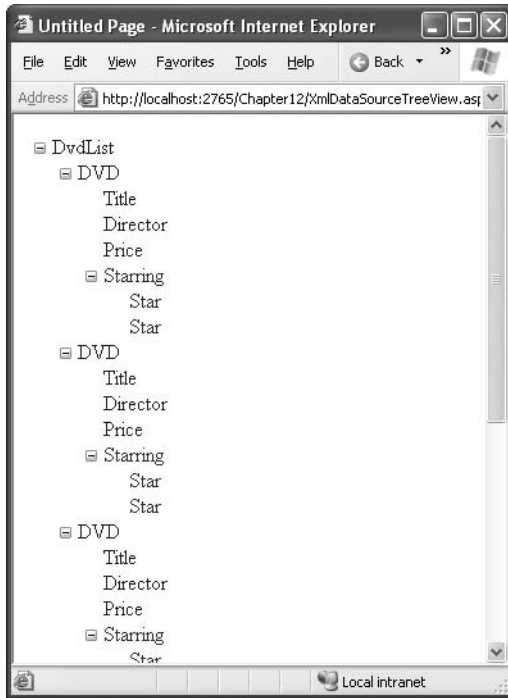 Untitled Page - Microsoft Internet Explorer
File Edit View Favorites Tools Help Back »
Address http://localhost:2765/Chapter12/XmlDataSourceTreeView.asp
DvdList
DVD
Title
Director
Price
Starring
Star
Star
DVD
Title
Director
Price
Starring
Star
Star
DVD
Title
Director
Price
Starring
Star
Local intranet